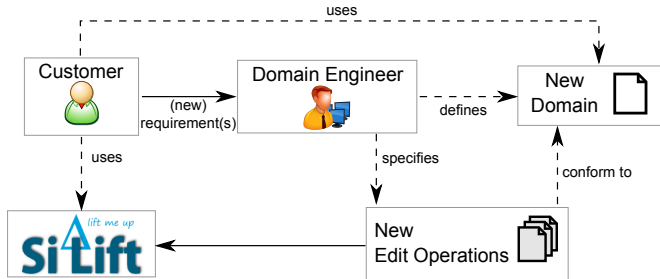 uses
Customer
Domain Engineer
New
Domain
(new)
requirement(s)
defines
uses
specifies
conform to
lift me up
SiLift
New
Edit Operations